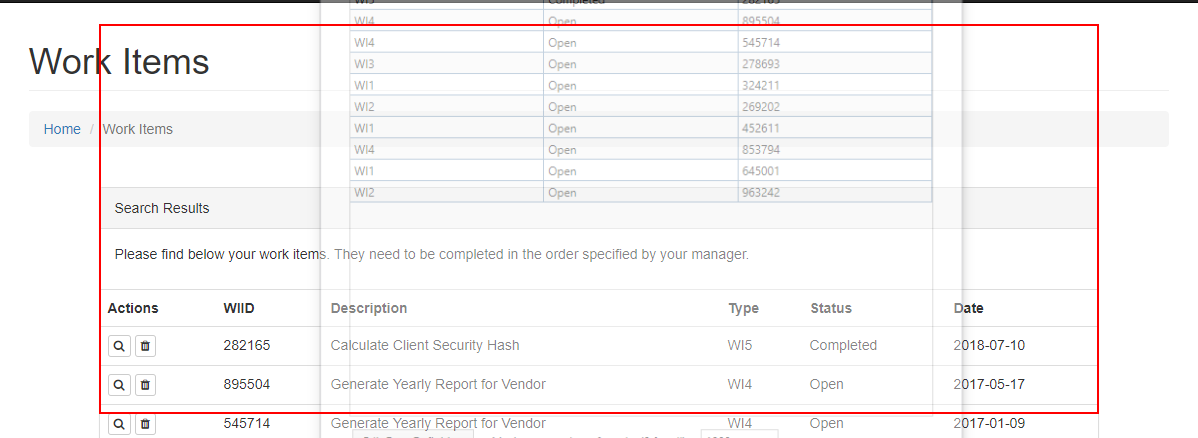 WI5 Completed 282165
WI4 Open 895504
WI4 Open 545714
WI3 Open 278693
WI1 Open 324211
WI2 Open 269202
WI1 Open 452611
WI4 Open 853794
WI1 Open 645001
WI2 Open 963242
Work Items
Home / Work Items
Search Results
Please find below your work items. They need to be completed in the order specified by your manager.
Actions WIID Description Type Status Date
282165 Calculate Client Security Hash WI5 Completed 2018-07-10
895504 Generate Yearly Report for Vendor WI4 Open 2017-05-17
545714 Generate Yearly Report for Vendor WI4 Open 2017-01-09